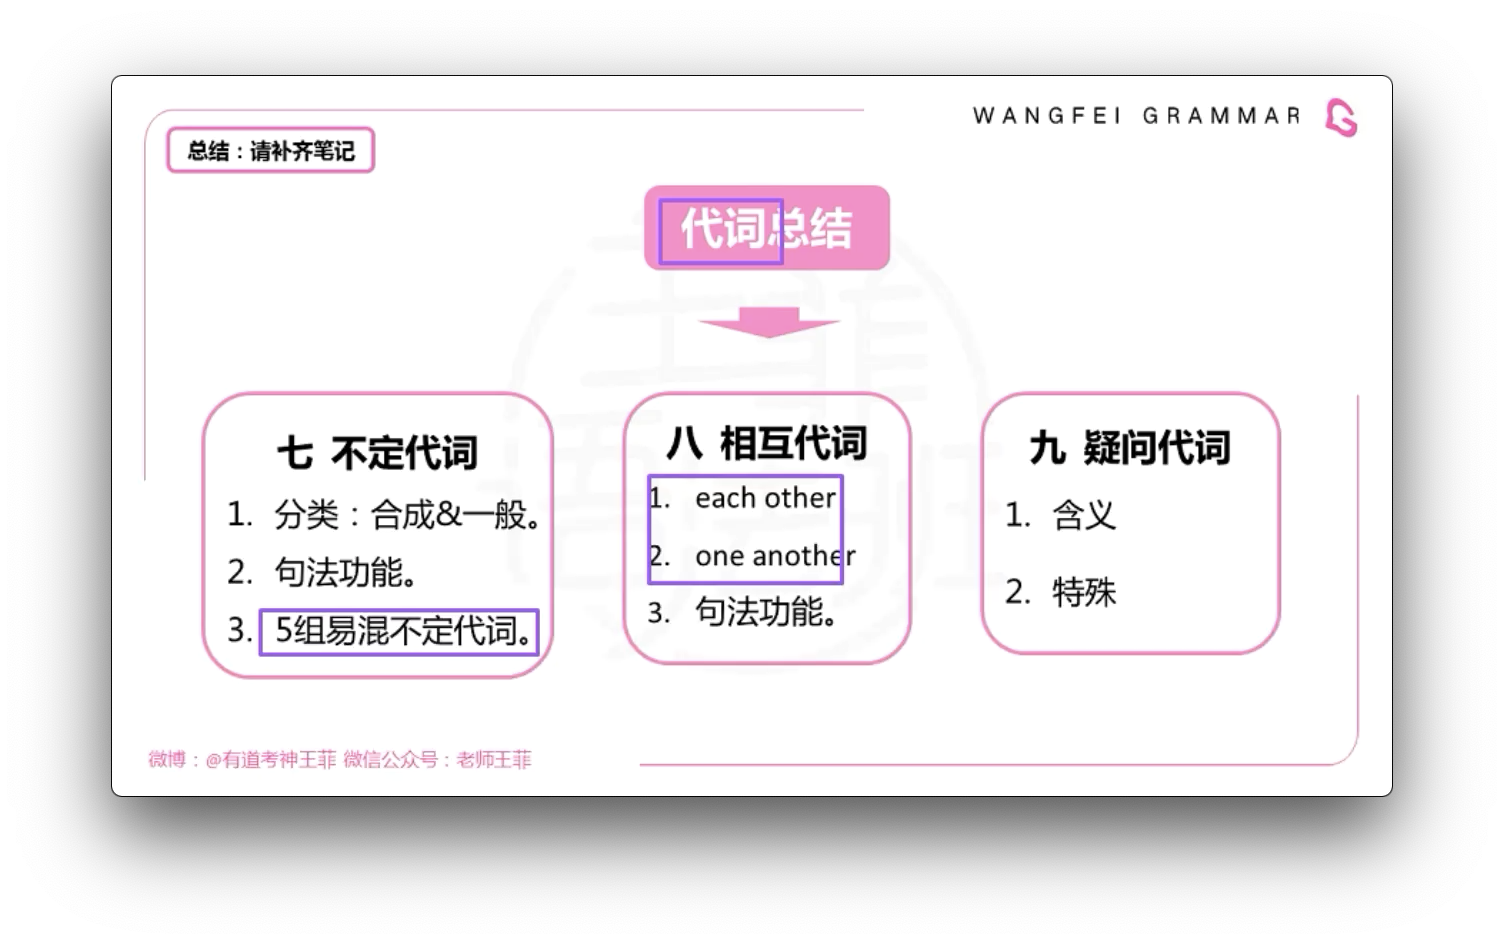 WANGFEI GRAMMAR
总结：请补齐笔记
代词总结
七 不定代词
1. 分类：合成&一般。
2. 句法功能。
3. 5组易混不定代词。
八 相互代词
1. each other
2. one another
3. 句法功能。
九 疑问代词
1. 含义
2. 特殊
微博：@有道考神王菲 微信公众号：老师王菲